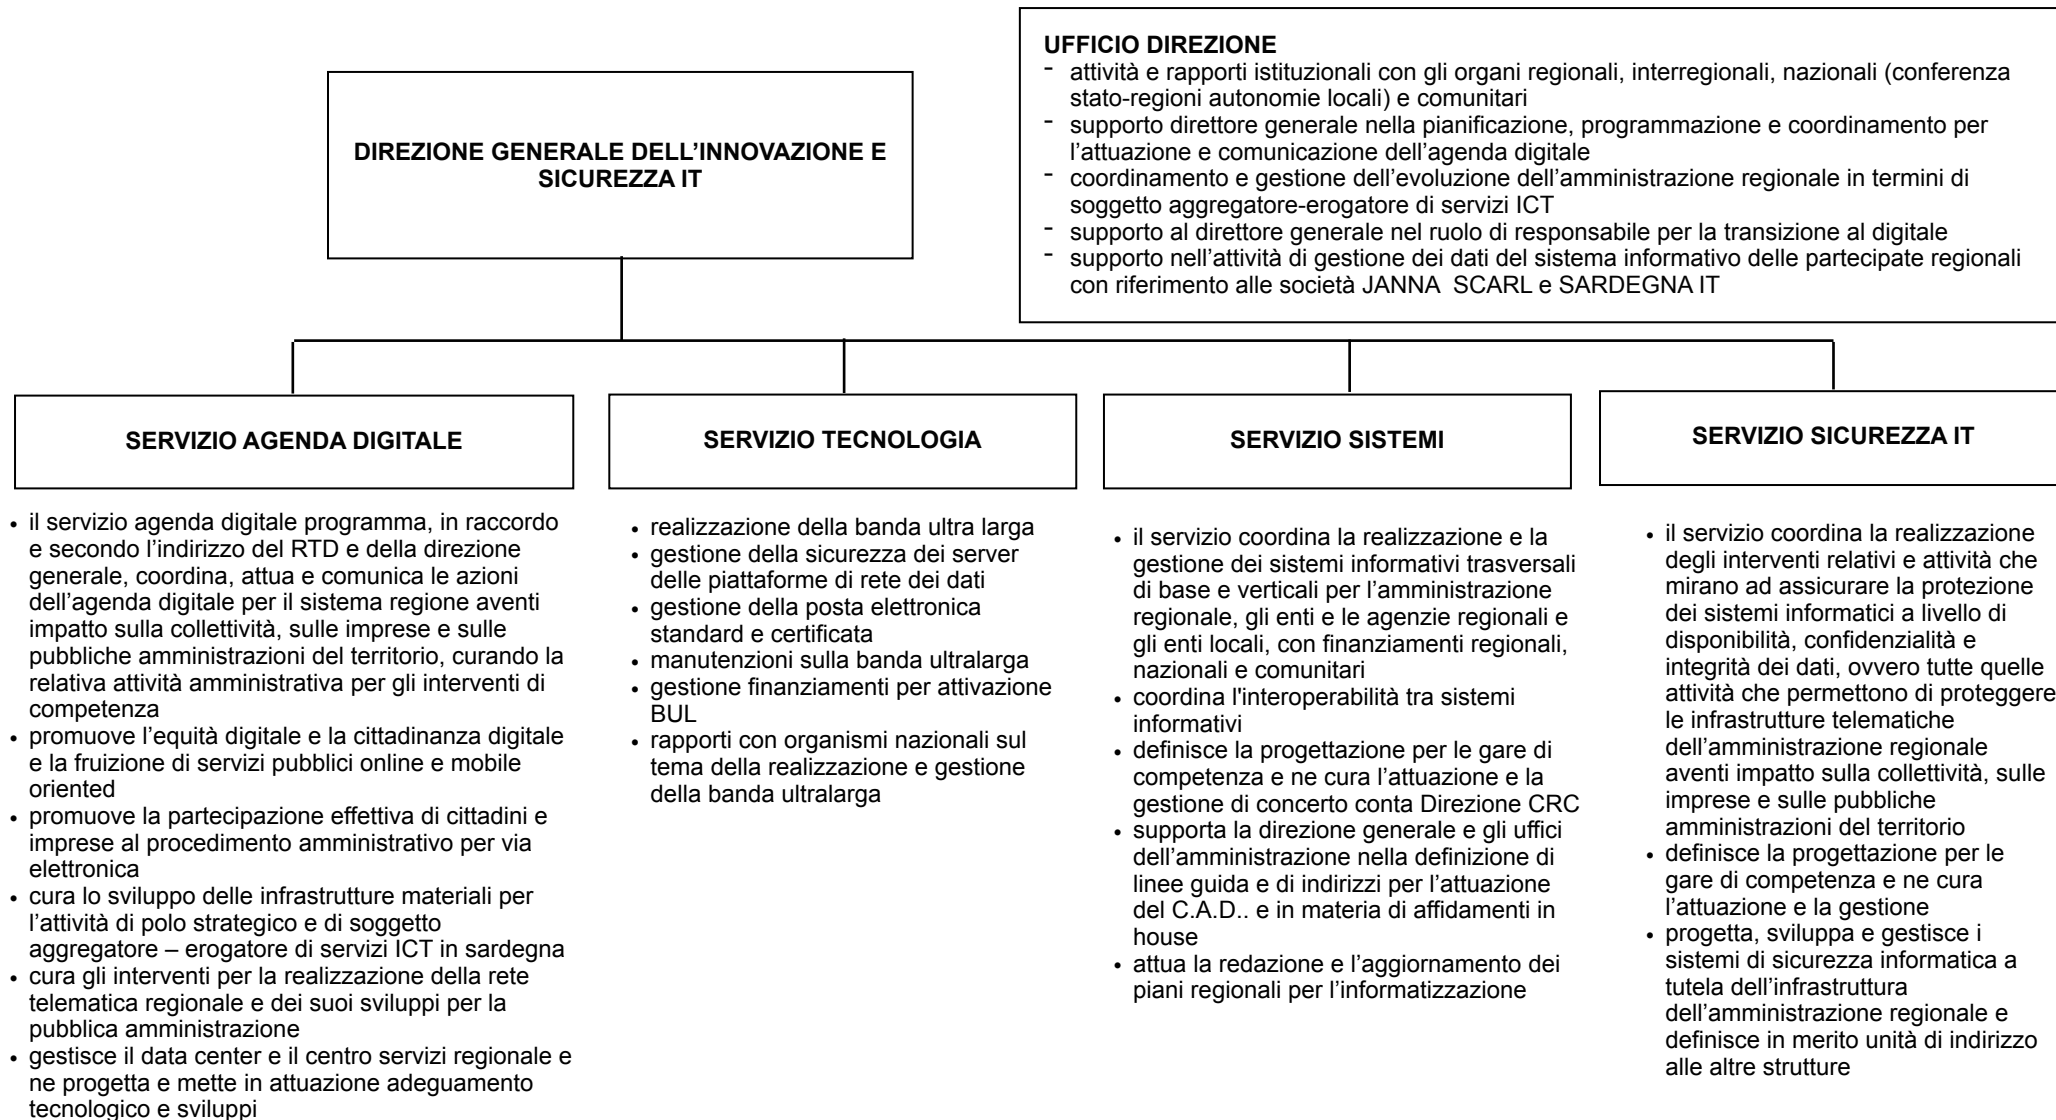 UFFICIO DIREZIONE
- attività e rapporti istituzionali con gli organi regionali, interregionali, nazionali (conferenza
stato-regioni autonomie locali) e comunitari
- supporto direttore generale nella pianificazione, programmazione e coordinamento per
l’attuazione e comunicazione dell’agenda digitale
- coordinamento e gestione dell’evoluzione dell’amministrazione regionale in termini di
soggetto aggregatore-erogatore di servizi ICT
- supporto al direttore generale nel ruolo di responsabile per la transizione al digitale
- supporto nell’attività di gestione dei dati del sistema informativo delle partecipate regionali
con riferimento alle società JANNA  SCARL e SARDEGNA IT
DIREZIONE GENERALE DELL’INNOVAZIONE E
SICUREZZA IT
SERVIZIO AGENDA DIGITALE
• il servizio agenda digitale programma, in raccordo
e secondo l’indirizzo del RTD e della direzione
generale, coordina, attua e comunica le azioni
dell’agenda digitale per il sistema regione aventi
impatto sulla collettività, sulle imprese e sulle
pubbliche amministrazioni del territorio, curando la
relativa attività amministrativa per gli interventi di
competenza
• promuove l’equità digitale e la cittadinanza digitale
e la fruizione di servizi pubblici online e mobile
oriented
• promuove la partecipazione effettiva di cittadini e
imprese al procedimento amministrativo per via
elettronica
• cura lo sviluppo delle infrastrutture materiali per
l’attività di polo strategico e di soggetto
aggregatore – erogatore di servizi ICT in sardegna
• cura gli interventi per la realizzazione della rete
telematica regionale e dei suoi sviluppi per la
pubblica amministrazione
• gestisce il data center e il centro servizi regionale e
ne progetta e mette in attuazione adeguamento
tecnologico e sviluppi
SERVIZIO TECNOLOGIA
• realizzazione della banda ultra larga
• gestione della sicurezza dei server
delle piattaforme di rete dei dati
• gestione della posta elettronica
standard e certificata
• manutenzioni sulla banda ultralarga
• gestione finanziamenti per attivazione
BUL
• rapporti con organismi nazionali sul
tema della realizzazione e gestione
della banda ultralarga
SERVIZIO SISTEMI
• il servizio coordina la realizzazione e la
gestione dei sistemi informativi trasversali
di base e verticali per l’amministrazione
regionale, gli enti e le agenzie regionali e
gli enti locali, con finanziamenti regionali,
nazionali e comunitari
• coordina l'interoperabilità tra sistemi
informativi
• definisce la progettazione per le gare di
competenza e ne cura l’attuazione e la
gestione di concerto conta Direzione CRC
• supporta la direzione generale e gli uffici
dell’amministrazione nella definizione di
linee guida e di indirizzi per l’attuazione
del C.A.D.. e in materia di affidamenti in
house
• attua la redazione e l’aggiornamento dei
piani regionali per l’informatizzazione
SERVIZIO SICUREZZA IT
• il servizio coordina la realizzazione
degli interventi relativi e attività che
mirano ad assicurare la protezione
dei sistemi informatici a livello di
disponibilità, confidenzialità e
integrità dei dati, ovvero tutte quelle
attività che permettono di proteggere
le infrastrutture telematiche
dell’amministrazione regionale
aventi impatto sulla collettività, sulle
imprese e sulle pubbliche
amministrazioni del territorio
• definisce la progettazione per le
gare di competenza e ne cura
l’attuazione e la gestione
• progetta, sviluppa e gestisce i
sistemi di sicurezza informatica a
tutela dell’infrastruttura
dell’amministrazione regionale e
definisce in merito unità di indirizzo
alle altre strutture